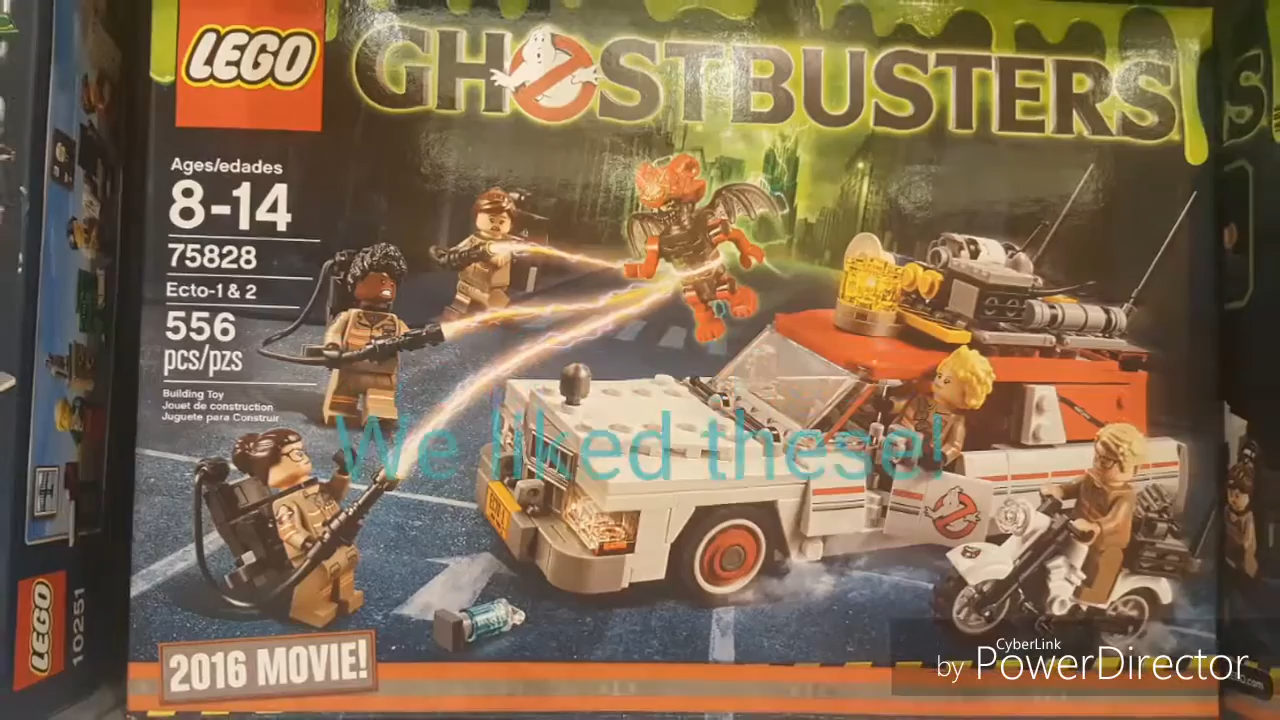 LEGO
GHOSTBUSTERS
Ages/edades
8-14
75828
Ecto-1 & 2
556
pcs/pzs
Building Toy
Jouet de construction
Juguete para Construir
We liked these!
2016 MOVIE!
LEGO
10251
CyberLink
by PowerDirector